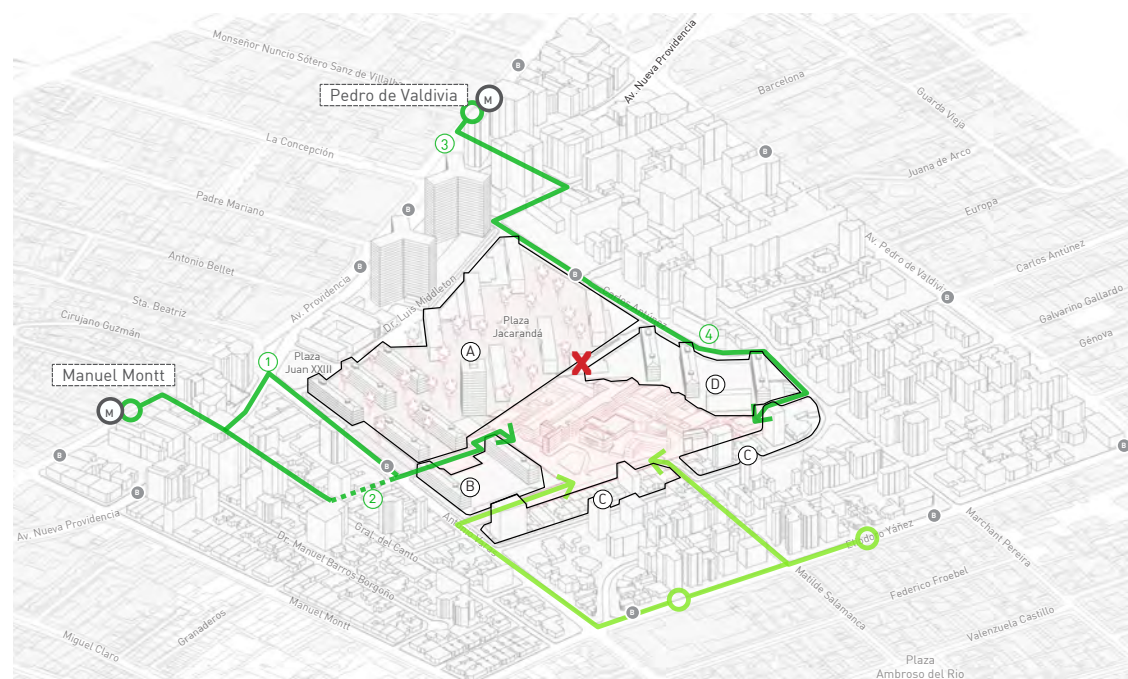 Monseñor Nuncio Sótero Sanz de Villalba
B
Av. Nueva Providencia
Pedro de Valdivia
M
Barcelona
Guarda Vieja
3
La Concepción
B
Juana de Arco
Padre Mariano
B
Europa
Av. Pedro de Valdivia
Antonio Bellet
B
B
Carlos Antúnez
Sta. Beatriz
Av. Providencia
Dr. Luis Middleton
Carlos Antúnez
B
Galvarino Gallardo
Cirujano Guzmán
Plaza
Jacarandá
4
Génova
Plaza
Juan XXIII
1
A
X
Manuel Montt
D
M
B
B
C
B
B
B
2
C
Av. Nueva Providencia
Antonio Varas
B
Eliodoro Yáñez
Marchant Pereira
Gral. del Canto
Dr. Manuel Barros Borgoño
Matilde Salamanca
Federico Froebel
Manuel Montt
B
Valenzuela Castillo
Granaderos
Miguel Claro
Plaza
Ambroso del Rio